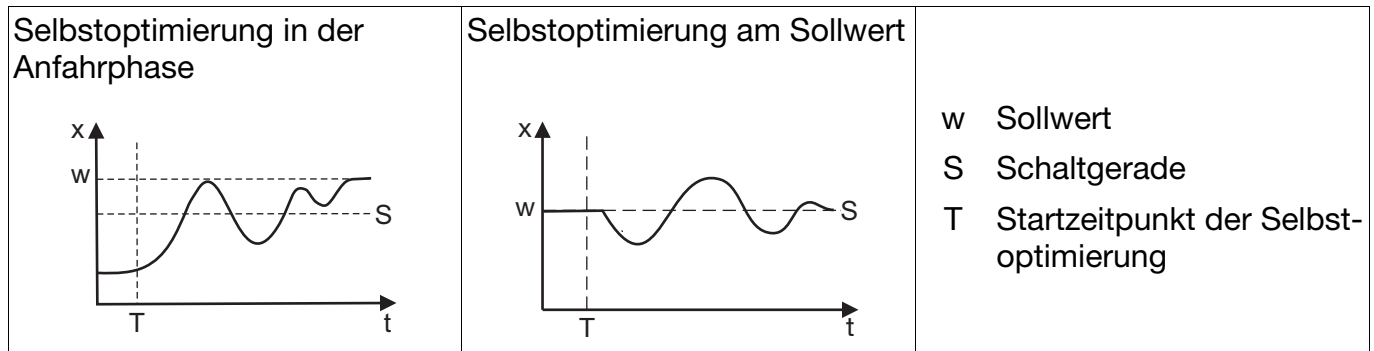 Selbstoptimierung in der
Anfahrphase
x
w
S
T
t
Selbstoptimierung am Sollwert
x
w
S
T
t
w Sollwert
S Schaltgerade
T Startzeitpunkt der Selbst-
optimierung